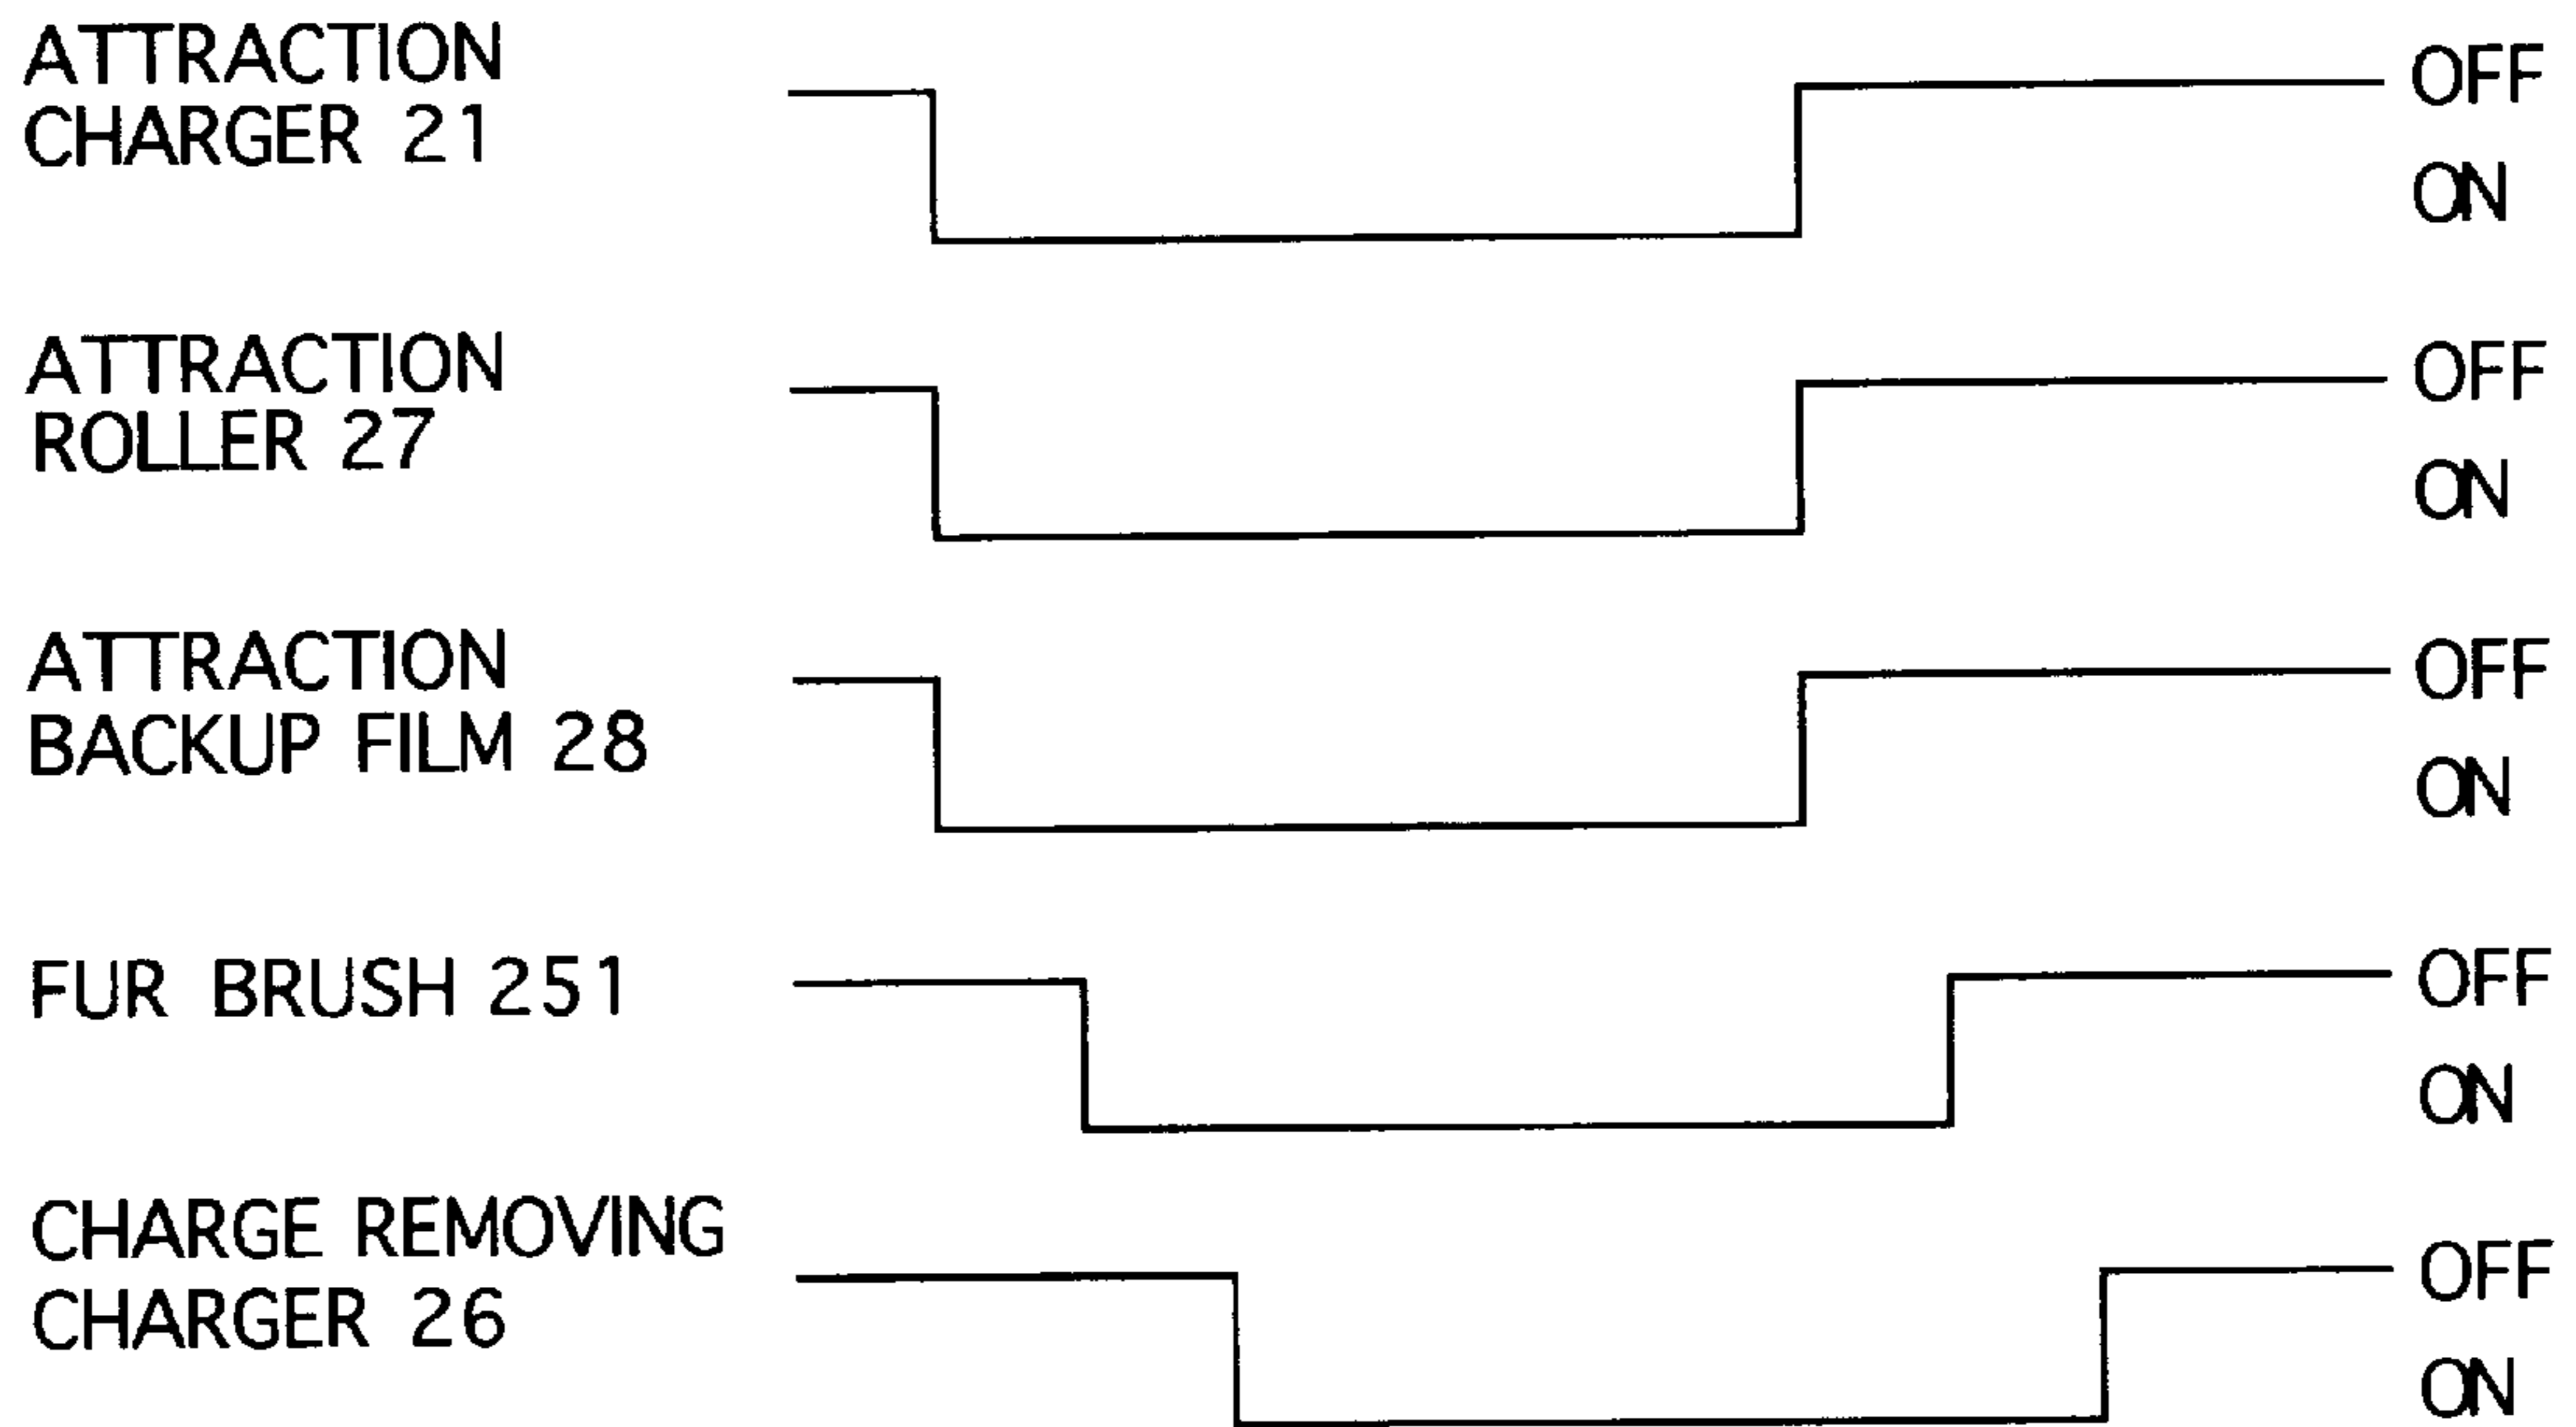 ATTRACTION
CHARGER 21
OFF
ON
ATTRACTION
ROLLER 27
OFF
ON
ATTRACTION
BACKUP FILM 28
OFF
ON
FUR BRUSH 251
OFF
ON
CHARGE REMOVING
CHARGER 26
OFF
ON